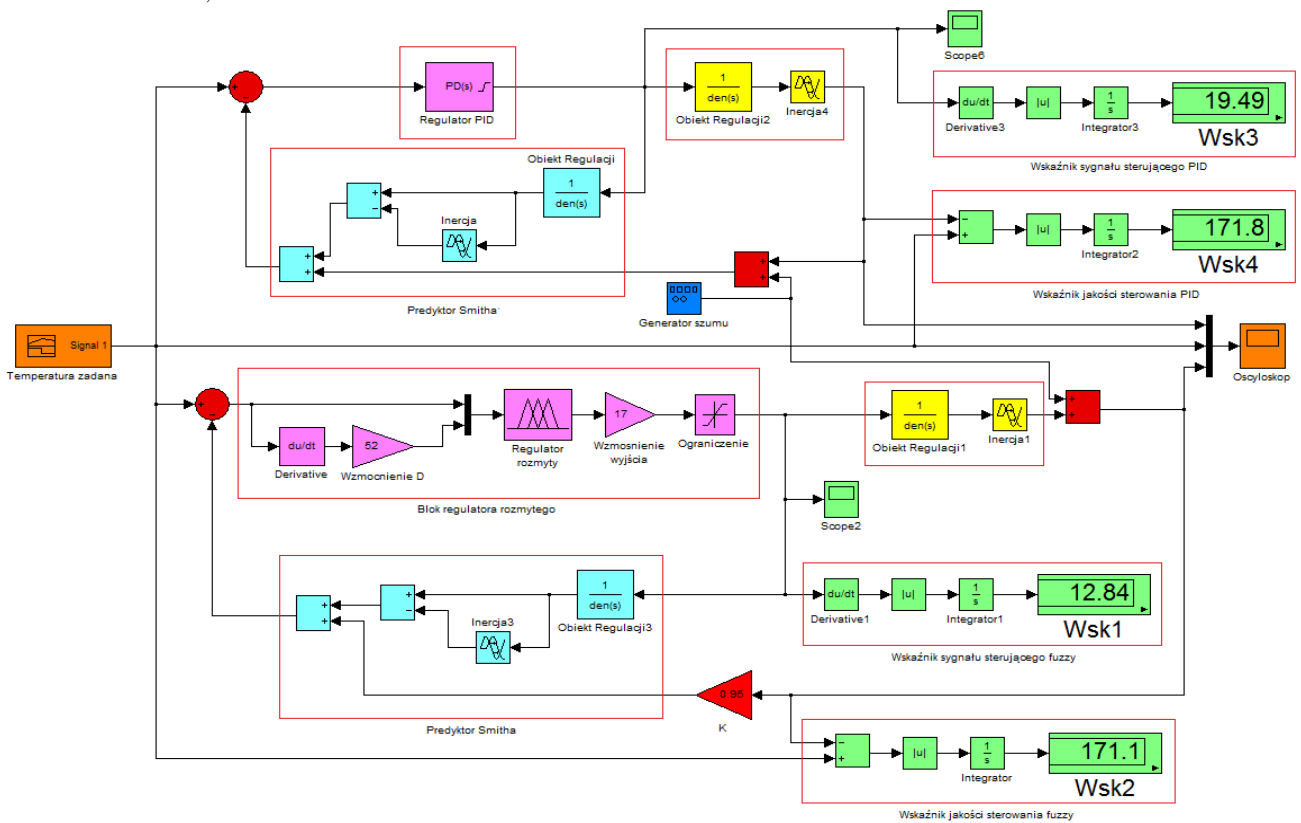 Scope6
PD(s)
Regulator PID
1
den(s)
Obiekt Regulacji2
Inercja4
du/dt
Derivative3
|u|
1
s
Integrator3
19.49
Wsk3
Wskaźnik sygnału sterującego PID
Obiekt Regulacji
1
den(s)
Inercja
Predyktor Smitha
|u|
1
s
Integrator2
171.8
Wsk4
Wskaźnik jakości sterowania PID
Generator szumu
Signal 1
Temperatura zadana
Oscyloskop
du/dt
Derivative
52
Wzmocnienie D
Regulator
rozmyty
17
Wzmosnienie
wyjścia
Ograniczenie
Blok regulatora rozmytego
1
den(s)
Obiekt Regulacji1
Inercja1
Scope2
1
den(s)
Obiekt Regulacji3
Inercja3
Predyktor Smitha
du/dt
Derivative1
|u|
1
s
Integrator1
12.84
Wsk1
Wskaźnik sygnału sterującego fuzzy
0.96
K
|u|
1
s
Integrator
171.1
Wsk2
Wskaźnik jakości sterowania fuzzy